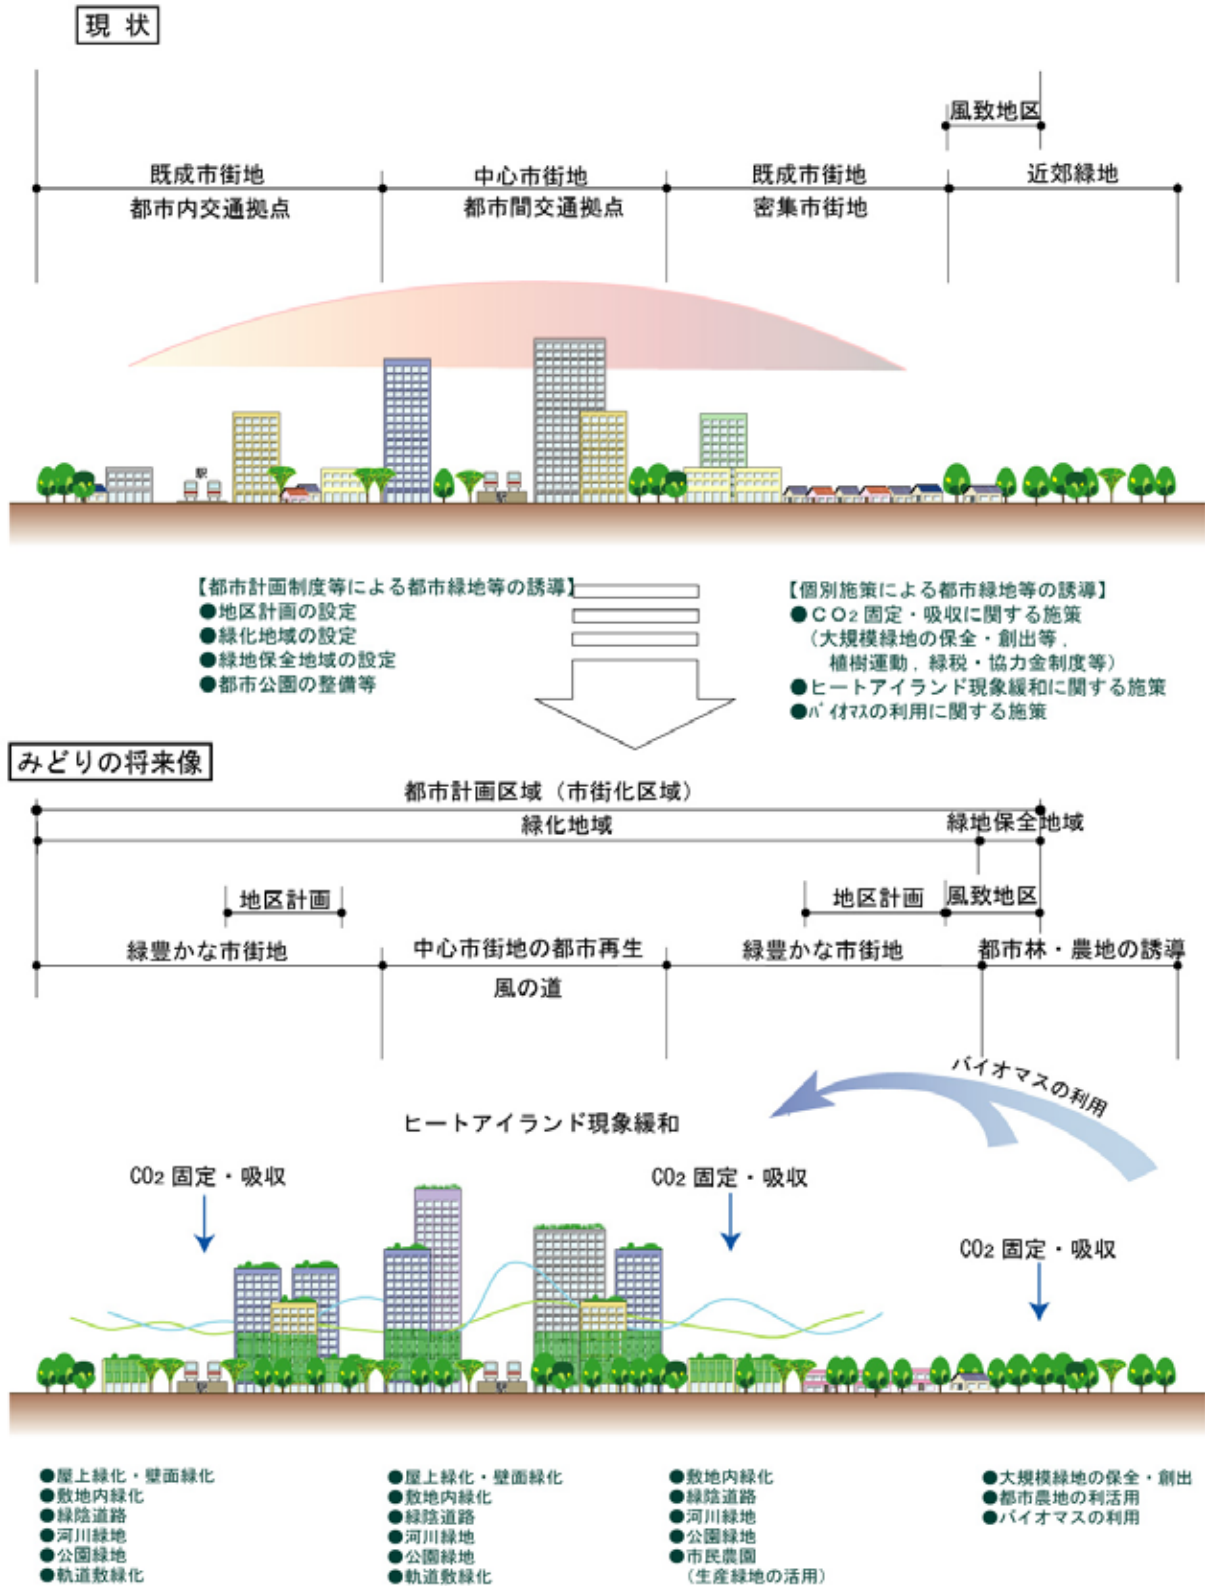 現 状
風致地区
既成市街地
中心市街地
既成市街地
近郊緑地
都市内交通拠点
都市間交通拠点
密集市街地
駅
駅
【都市計画制度等による都市緑地等の誘導】
●地区計画の設定
●緑化地域の設定
●緑地保全地域の設定
●都市公園の整備等
【個別施策による都市緑地等の誘導】
●CO2 固定・吸収に関する施策
（大規模緑地の保全・創出等，
植樹運動，緑税・協力金制度等）
●ヒートアイランド現象緩和に関する施策
●ﾊﾞｲｵﾏｽの利用に関する施策
みどりの将来像
都市計画区域（市街化区域）
緑化地域
緑地保全地域
地区計画
地区計画
風致地区
緑豊かな市街地
中心市街地の都市再生
緑豊かな市街地
都市林・農地の誘導
風の道
バイオマスの利用
ヒートアイランド現象緩和
CO2 固定・吸収
CO2 固定・吸収
CO2 固定・吸収
駅
駅
●屋上緑化・壁面緑化
●敷地内緑化
●緑陰道路
●河川緑地
●公園緑地
●軌道敷緑化
●屋上緑化・壁面緑化
●敷地内緑化
●緑陰道路
●河川緑地
●公園緑地
●軌道敷緑化
●敷地内緑化
●緑陰道路
●河川緑地
●公園緑地
●市民農園
（生産緑地の活用）
●大規模緑地の保全・創出
●都市農地の利活用
●バイオマスの利用